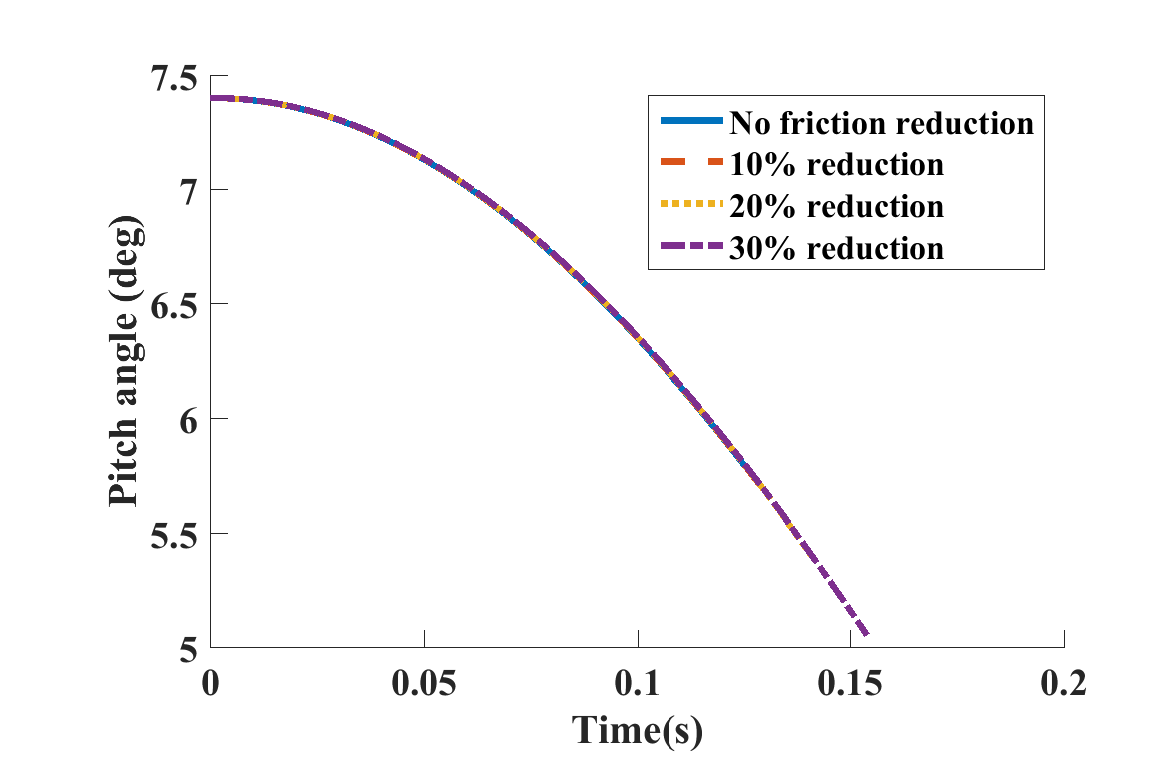 7.5
7
6.5
6
5.5
5
Pitch angle (deg)
No friction reduction
10% reduction
20% reduction
30% reduction
0
0.05
0.1
0.15
0.2
Time(s)